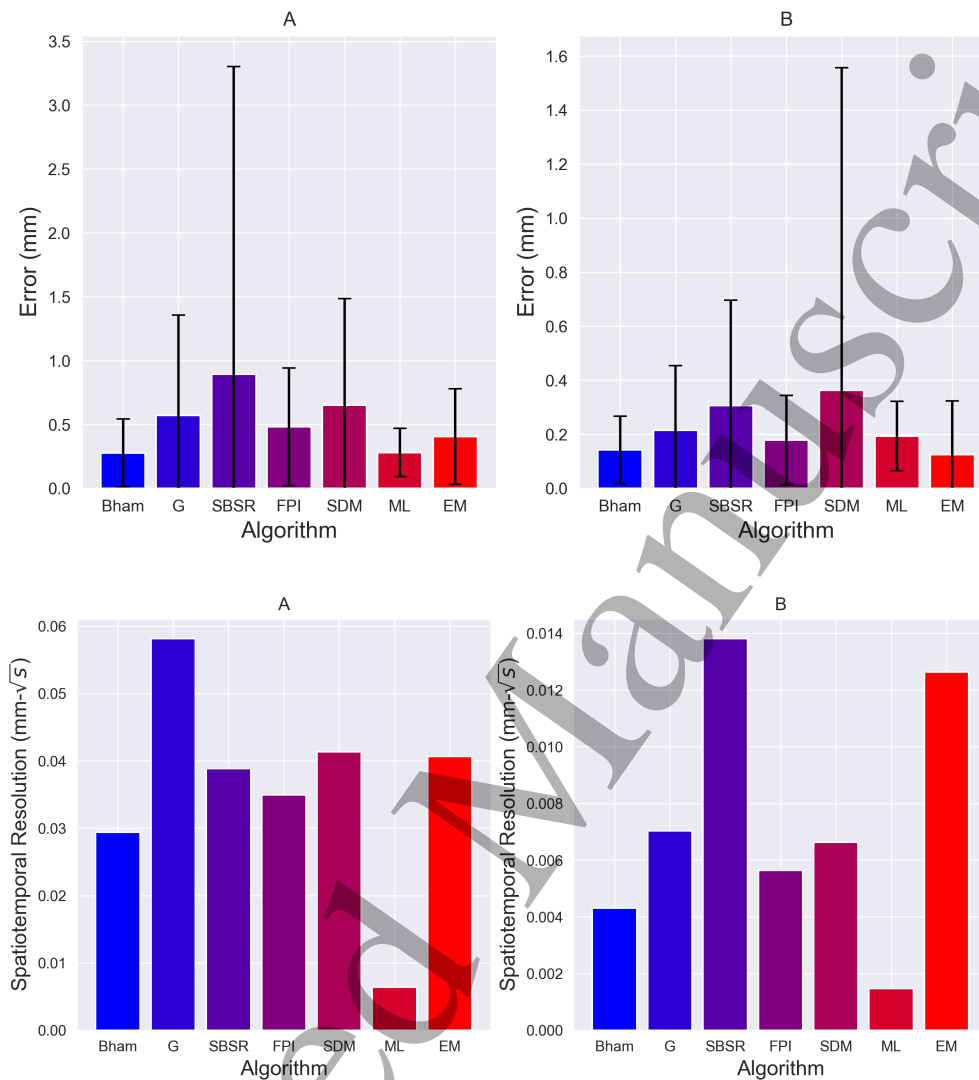 A
3.5
3.0
2.5
2.0
1.5
1.0
0.5
0.0
Error (mm)
Bham G SBSR FPI SDM ML EM
Algorithm
B
1.6
1.4
1.2
1.0
0.8
0.6
0.4
0.2
0.0
Error (mm)
Bham G SBSR FPI SDM ML EM
Algorithm
A
0.06
0.05
0.04
0.03
0.02
0.01
0.00
Spatiotemporal Resolution (mm-√s)
Bham G SBSR FPI SDM ML EM
Algorithm
B
0.014
0.012
0.010
0.008
0.006
0.004
0.002
0.000
Spatiotemporal Resolution (mm-√s)
Bham G SBSR FPI SDM ML EM
Algorithm
ed Manuscri